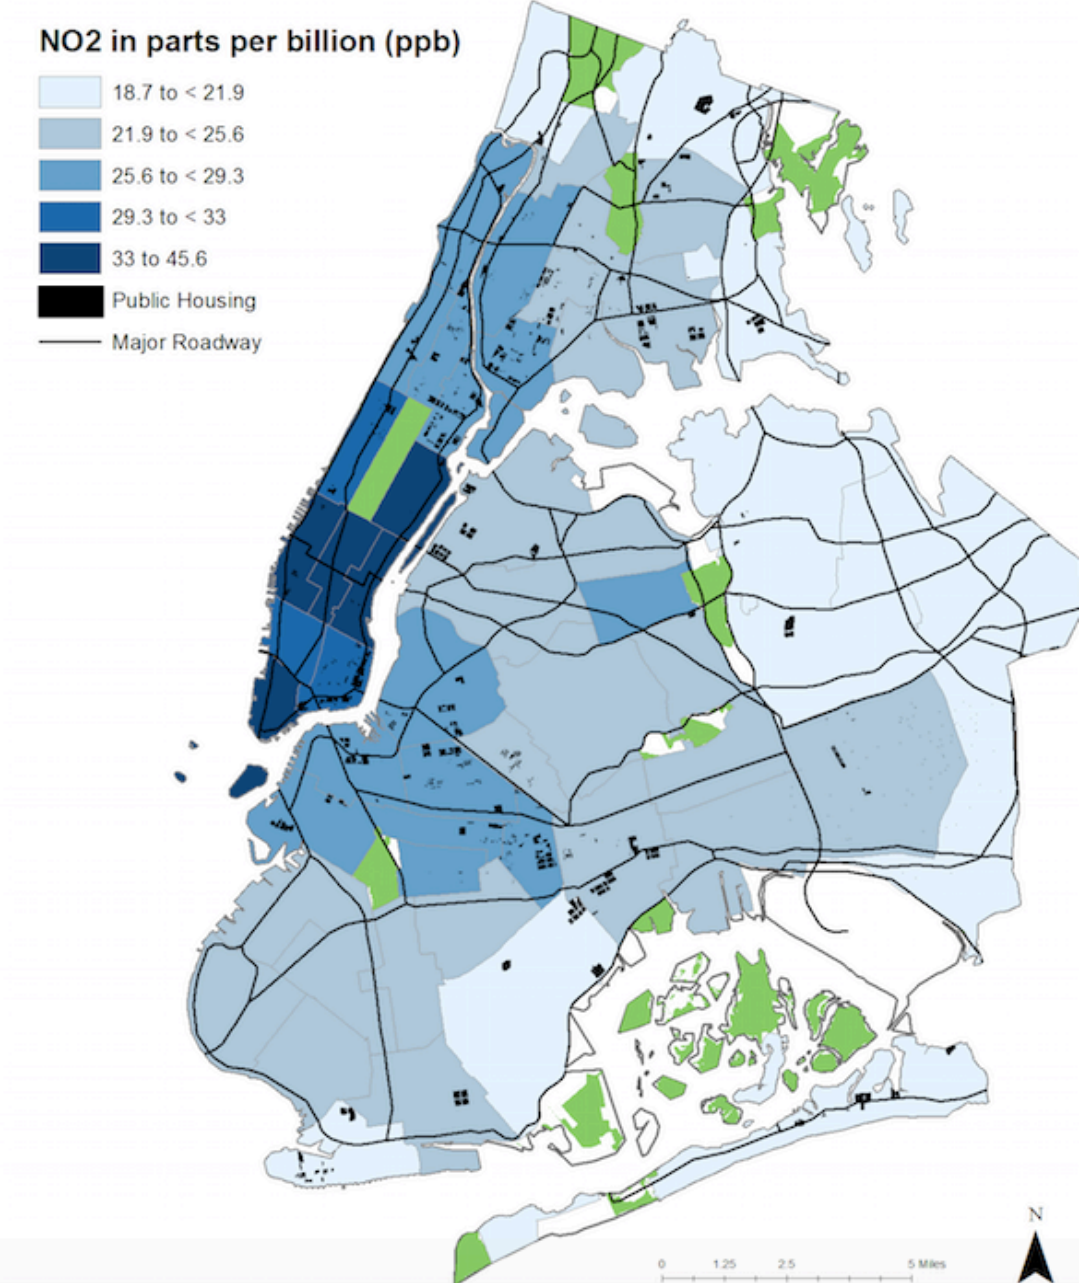 NO2 in parts per billion (ppb)
18.7 to < 21.9
21.9 to < 25.6
25.6 to < 29.3
29.3 to < 33
33 to 45.6
Public Housing
Major Roadway
N
0 1.25 2.5 5 Miles